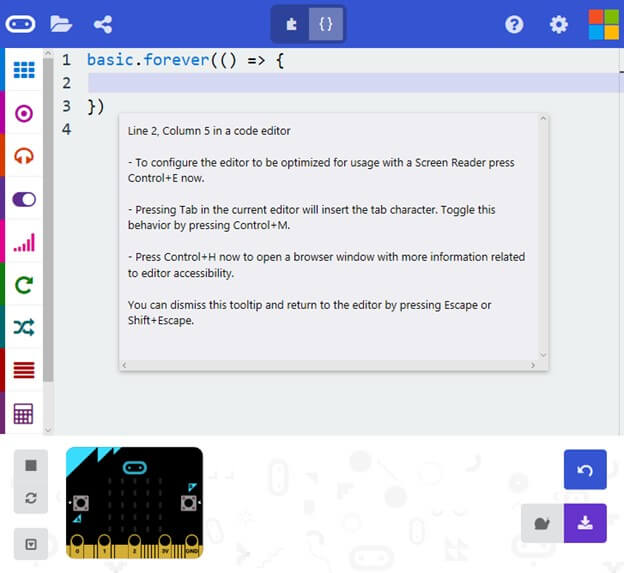 {}
?
1 basic.forever(() => {
2
3 })
4
Line 2, Column 5 in a code editor
- To configure the editor to be optimized for usage with a Screen Reader press
Control+E now.
- Pressing Tab in the current editor will insert the tab character. Toggle this
behavior by pressing Control+M.
- Press Control+H now to open a browser window with more information related
to editor accessibility.
You can dismiss this tooltip and return to the editor by pressing Escape or
Shift+Escape.
0 1 2 3V GND